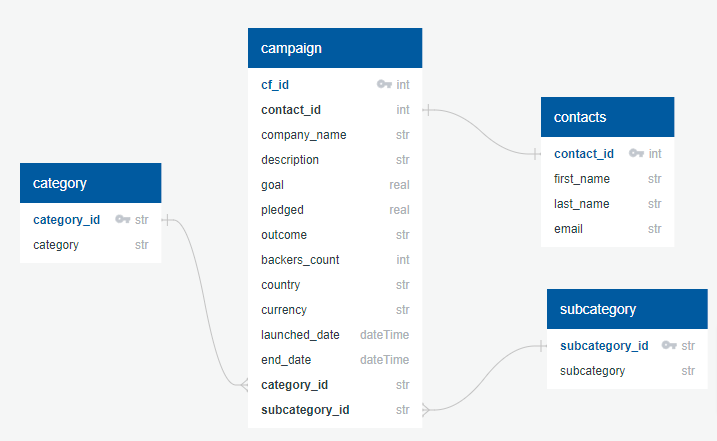 campaign
cf_id int
contact_id int
company_name str
description str
goal real
pledged real
outcome str
backers_count int
country str
currency str
launched_date dateTime
end_date dateTime
category_id str
subcategory_id str
contacts
contact_id int
first_name str
last_name str
email str
category
category_id str
category str
subcategory
subcategory_id str
subcategory str